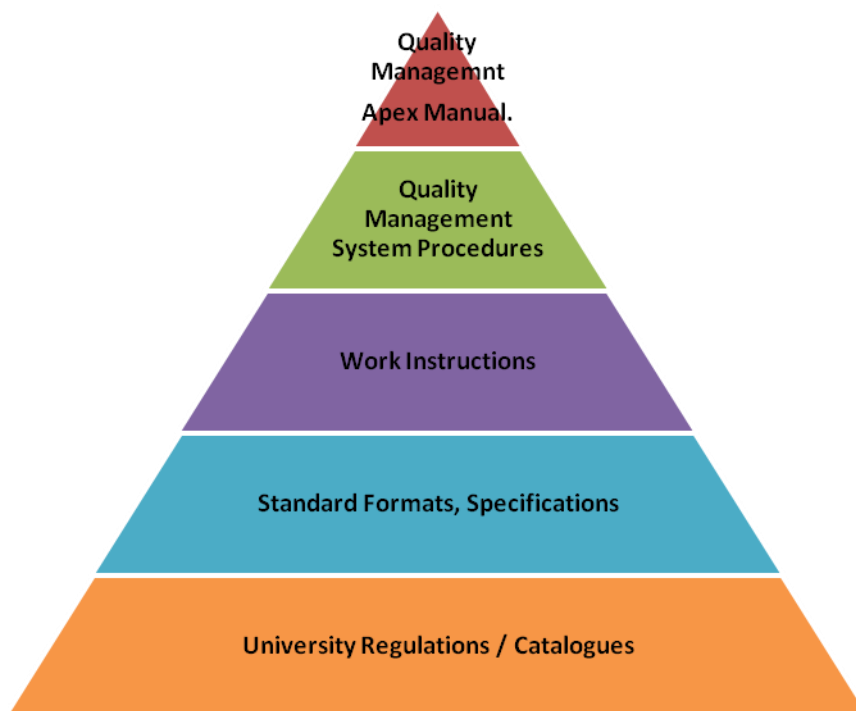 Quality
Managemnt
Apex Manual.
Quality
Management
System Procedures
Work Instructions
Standard Formats, Specifications
University Regulations / Catalogues